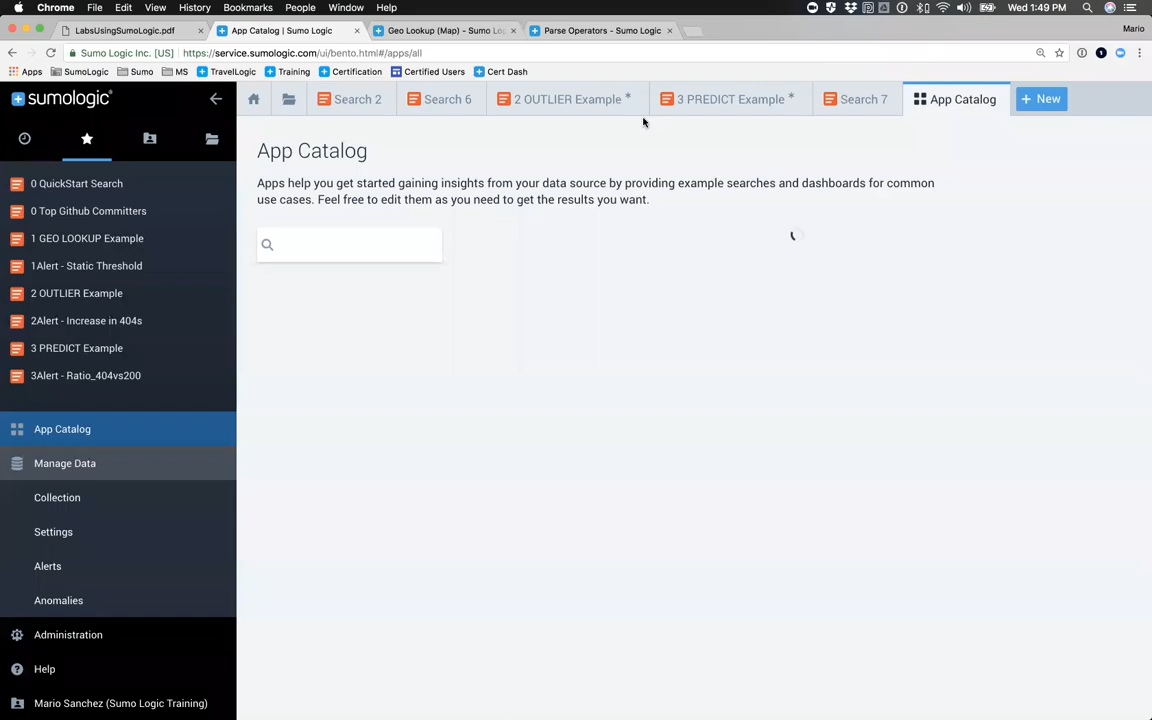 Chrome File Edit View History Bookmarks People Window Help Wed 1:49 PM
LabsUsingSumoLogic.pdf App Catalog | Sumo Logic Geo Lookup (Map) - Sumo Lo Parse Operators - Sumo Logic Mario
Sumo Logic Inc. [US] https://service.sumologic.com/ui/bento.html#/apps/all
Apps SumoLogic Sumo MS TravelLogic Training Certification Certified Users Cert Dash
sumologic
Search 2 Search 6 2 OUTLIER Example * 3 PREDICT Example * Search 7 App Catalog + New
App Catalog
Apps help you get started gaining insights from your data source by providing example searches and dashboards for common
use cases. Feel free to edit them as you need to get the results you want.
0 QuickStart Search
0 Top Github Committers
1 GEO LOOKUP Example
1Alert - Static Threshold
2 OUTLIER Example
2Alert - Increase in 404s
3 PREDICT Example
3Alert - Ratio_404vs200
App Catalog
Manage Data
Collection
Settings
Alerts
Anomalies
Administration
Help
Mario Sanchez (Sumo Logic Training)